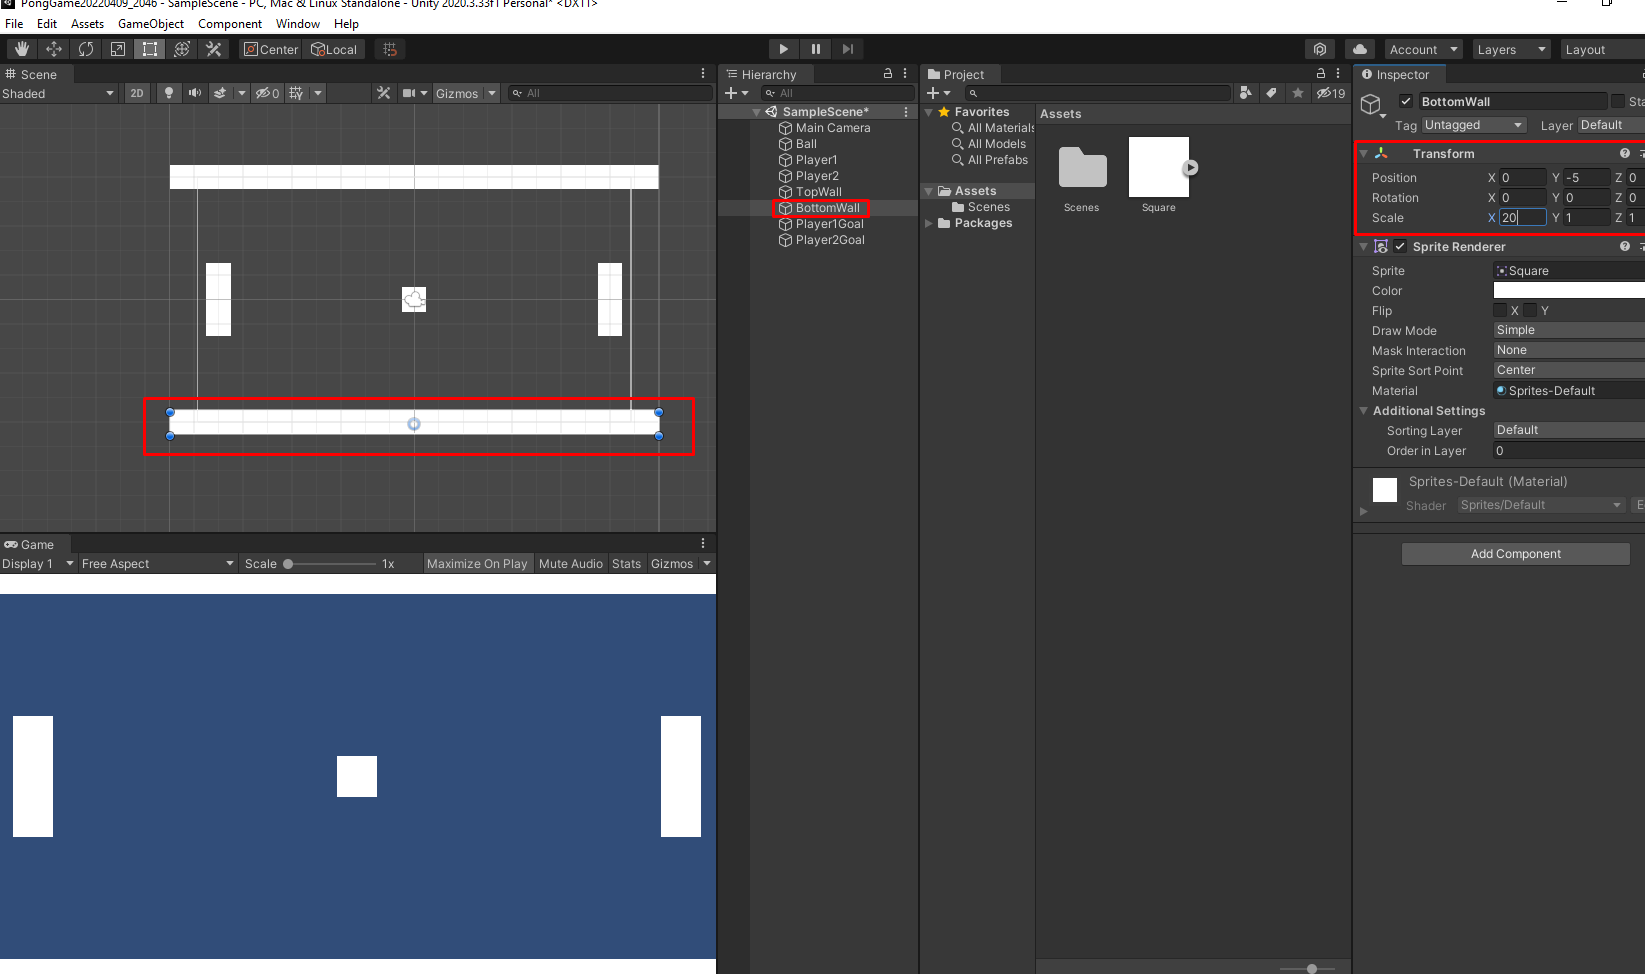 PongGame20220409_2046 - SampleScene - PC, Mac & Linux Standalone - Unity 2020.3.33f1 Personal* <DX11>
File Edit Assets GameObject Component Window Help
Center Local
Account Layers Layout
Scene
Shaded 2D 0 Gizmos All
Hierarchy
All
SampleScene*
Main Camera
Ball
Player1
Player2
TopWall
BottomWall
Player1Goal
Player2Goal
Project
19
Favorites
All Materials
All Models
All Prefabs
Assets
Scenes
Packages
Assets
Scenes Square
Inspector
BottomWall Sta
Tag Untagged Layer Default
Transform
Position X 0 Y -5 Z 0
Rotation X 0 Y 0 Z 0
Scale X 20 Y 1 Z 1
Sprite Renderer
Sprite Square
Color
Flip X Y
Draw Mode Simple
Mask Interaction None
Sprite Sort Point Center
Material Sprites-Default
Additional Settings
Sorting Layer Default
Order in Layer 0
Sprites-Default (Material)
Shader Sprites/Default E
Add Component
Game
Display 1 Free Aspect Scale 1x Maximize On Play Mute Audio Stats Gizmos